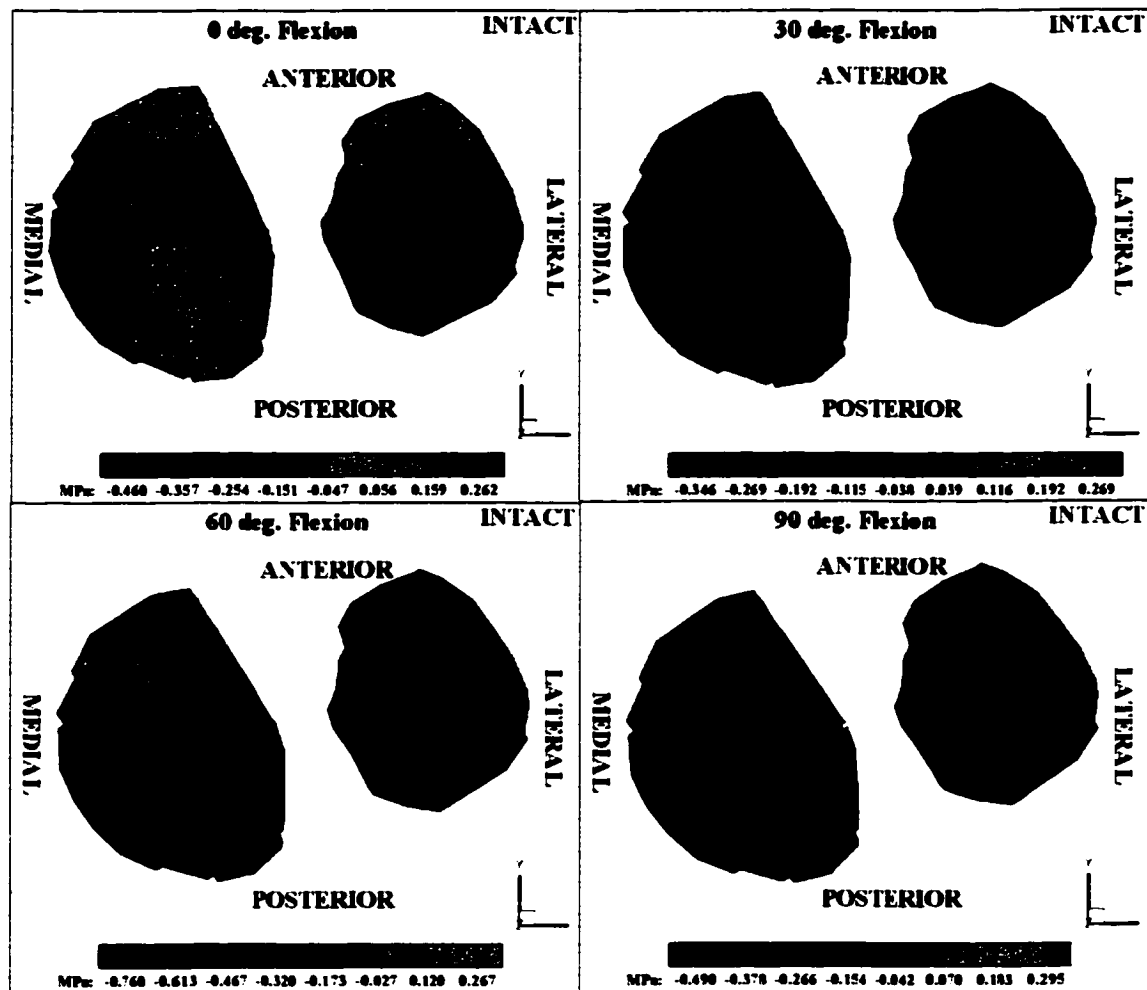 0 deg. Flexion INTACT
ANTERIOR
MEDIAL
LATERAL
POSTERIOR
Y
MPa: -0.460 -0.357 -0.254 -0.151 -0.047 0.056 0.159 0.262
30 deg. Flexion INTACT
ANTERIOR
MEDIAL
LATERAL
POSTERIOR
Y
MPa: -0.346 -0.269 -0.192 -0.115 -0.038 0.039 0.116 0.192 0.269
60 deg. Flexion INTACT
ANTERIOR
MEDIAL
LATERAL
POSTERIOR
Y
MPa: -0.760 -0.613 -0.467 -0.320 -0.173 -0.027 0.120 0.267
90 deg. Flexion INTACT
ANTERIOR
MEDIAL
LATERAL
POSTERIOR
Y
MPa: -0.490 -0.378 -0.266 -0.154 -0.042 0.070 0.183 0.295